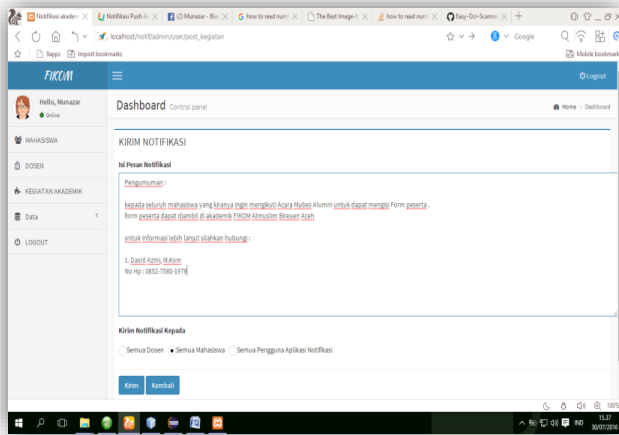 Notifikasi akadem
Notifikasi Push A
(2) Munazar - Bi
how to read num
The Best Image-t
how to read num
Easy-Ocr-Scanne
localhost/notif/admin/user/post_kegiatan
Google
3apps
Import bookmarks
Mobile bookmark
FIKOM
Logout
Hello, Munazar
Online
Dashboard Control panel
Home > Dashboard
MAHASISWA
DOSEN
KEGIATAN AKADEMIK
Data
LOGOUT
KIRIM NOTIFIKASI
Isi Pesan Notifikasi
Pengumuman :
kepada seluruh mahasiswa yang kiranya ingin mengikuti Acara Mubes Alumni untuk dapat mengisi Form peserta .
form peserta dapat diambil di akademik FIKOM Almuslim Bireuen Aceh
untuk informasi lebih lanjut silahkan hubungi :
1. Dasril Azmi, M.Kom
No Hp : 0852-7580-1979
Kirim Notifikasi Kepada
Semua Dosen Semua Mahasiswa Semua Pengguna Aplikasi Notifikasi
Kirim Kembali
100%
IND
15.37
30/07/2016